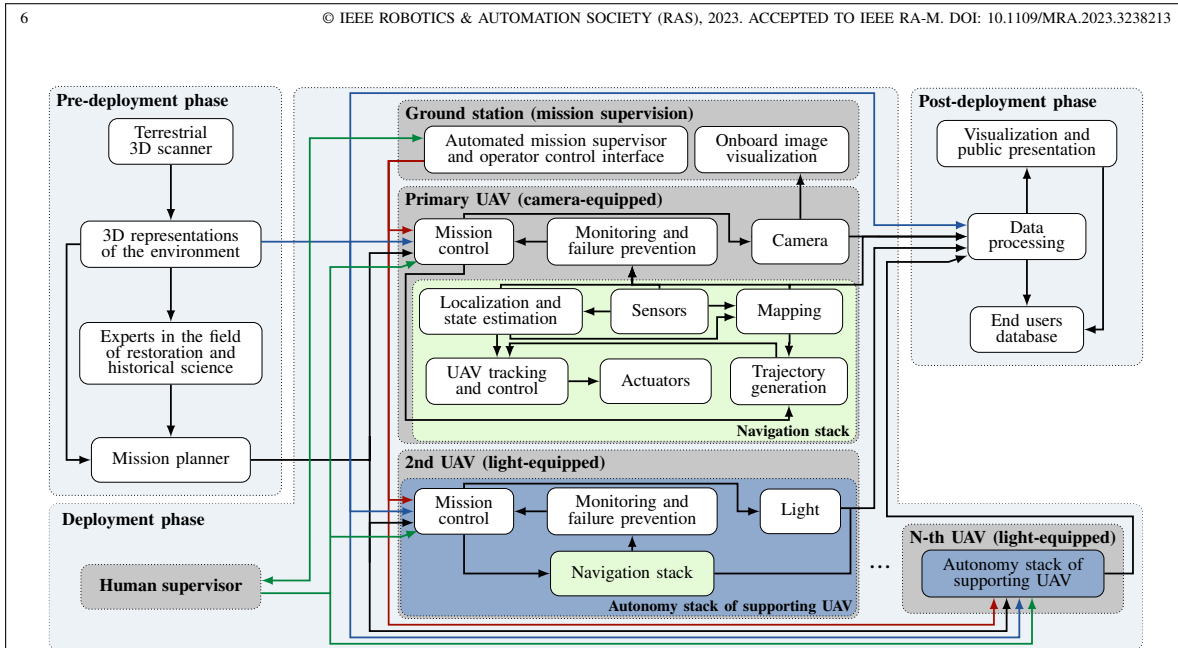 6
© IEEE ROBOTICS & AUTOMATION SOCIETY (RAS), 2023. ACCEPTED TO IEEE RA-M. DOI: 10.1109/MRA.2023.3238213
Pre-deployment phase
Terrestrial
3D scanner
3D representations
of the environment
Experts in the field
of restoration and
historical science
Mission planner
Deployment phase
Human supervisor
Ground station (mission supervision)
Automated mission supervisor
and operator control interface
Onboard image
visualization
Primary UAV (camera-equipped)
Mission
control
Monitoring and
failure prevention
Camera
Localization and
state estimation
Sensors
Mapping
UAV tracking
and control
Actuators
Trajectory
generation
Navigation stack
2nd UAV (light-equipped)
Mission
control
Monitoring and
failure prevention
Light
Navigation stack
Autonomy stack of supporting UAV
...
N-th UAV (light-equipped)
Autonomy stack of
supporting UAV
Post-deployment phase
Visualization and
public presentation
Data
processing
End users
database